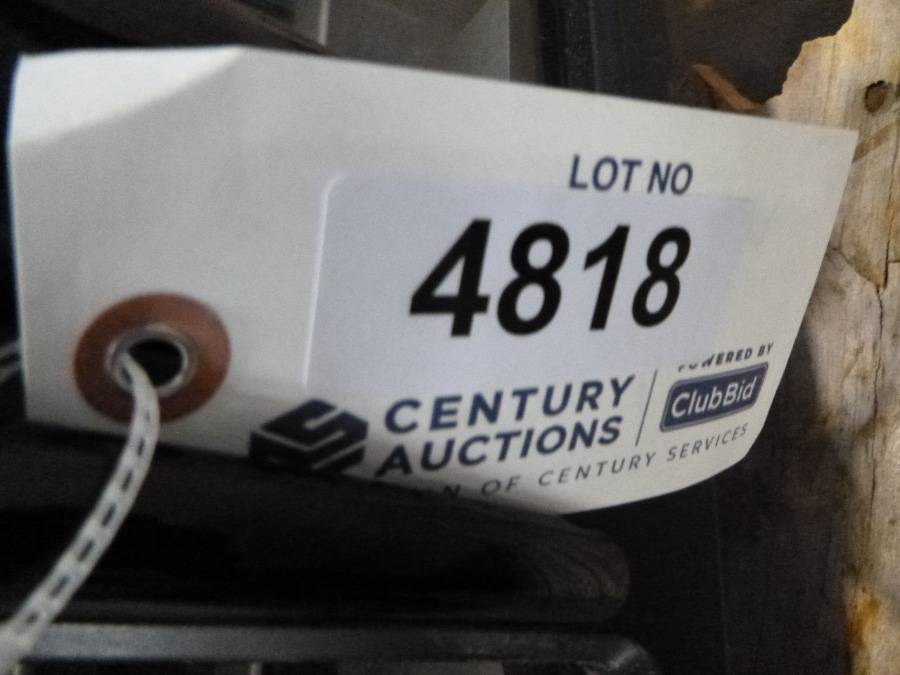 LOT NO
4818
CENTURY
AUCTIONS
POWERED BY
ClubBid
OF CENTURY SERVICES